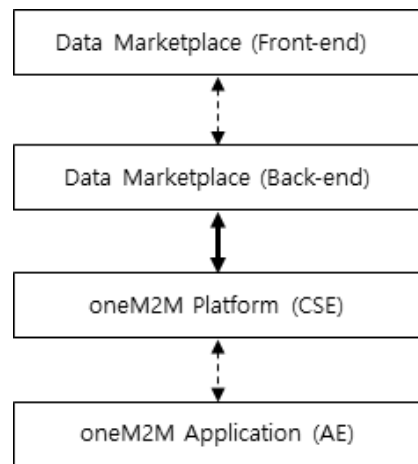 Data Marketplace (Front-end)
Data Marketplace (Back-end)
oneM2M Platform (CSE)
oneM2M Application (AE)